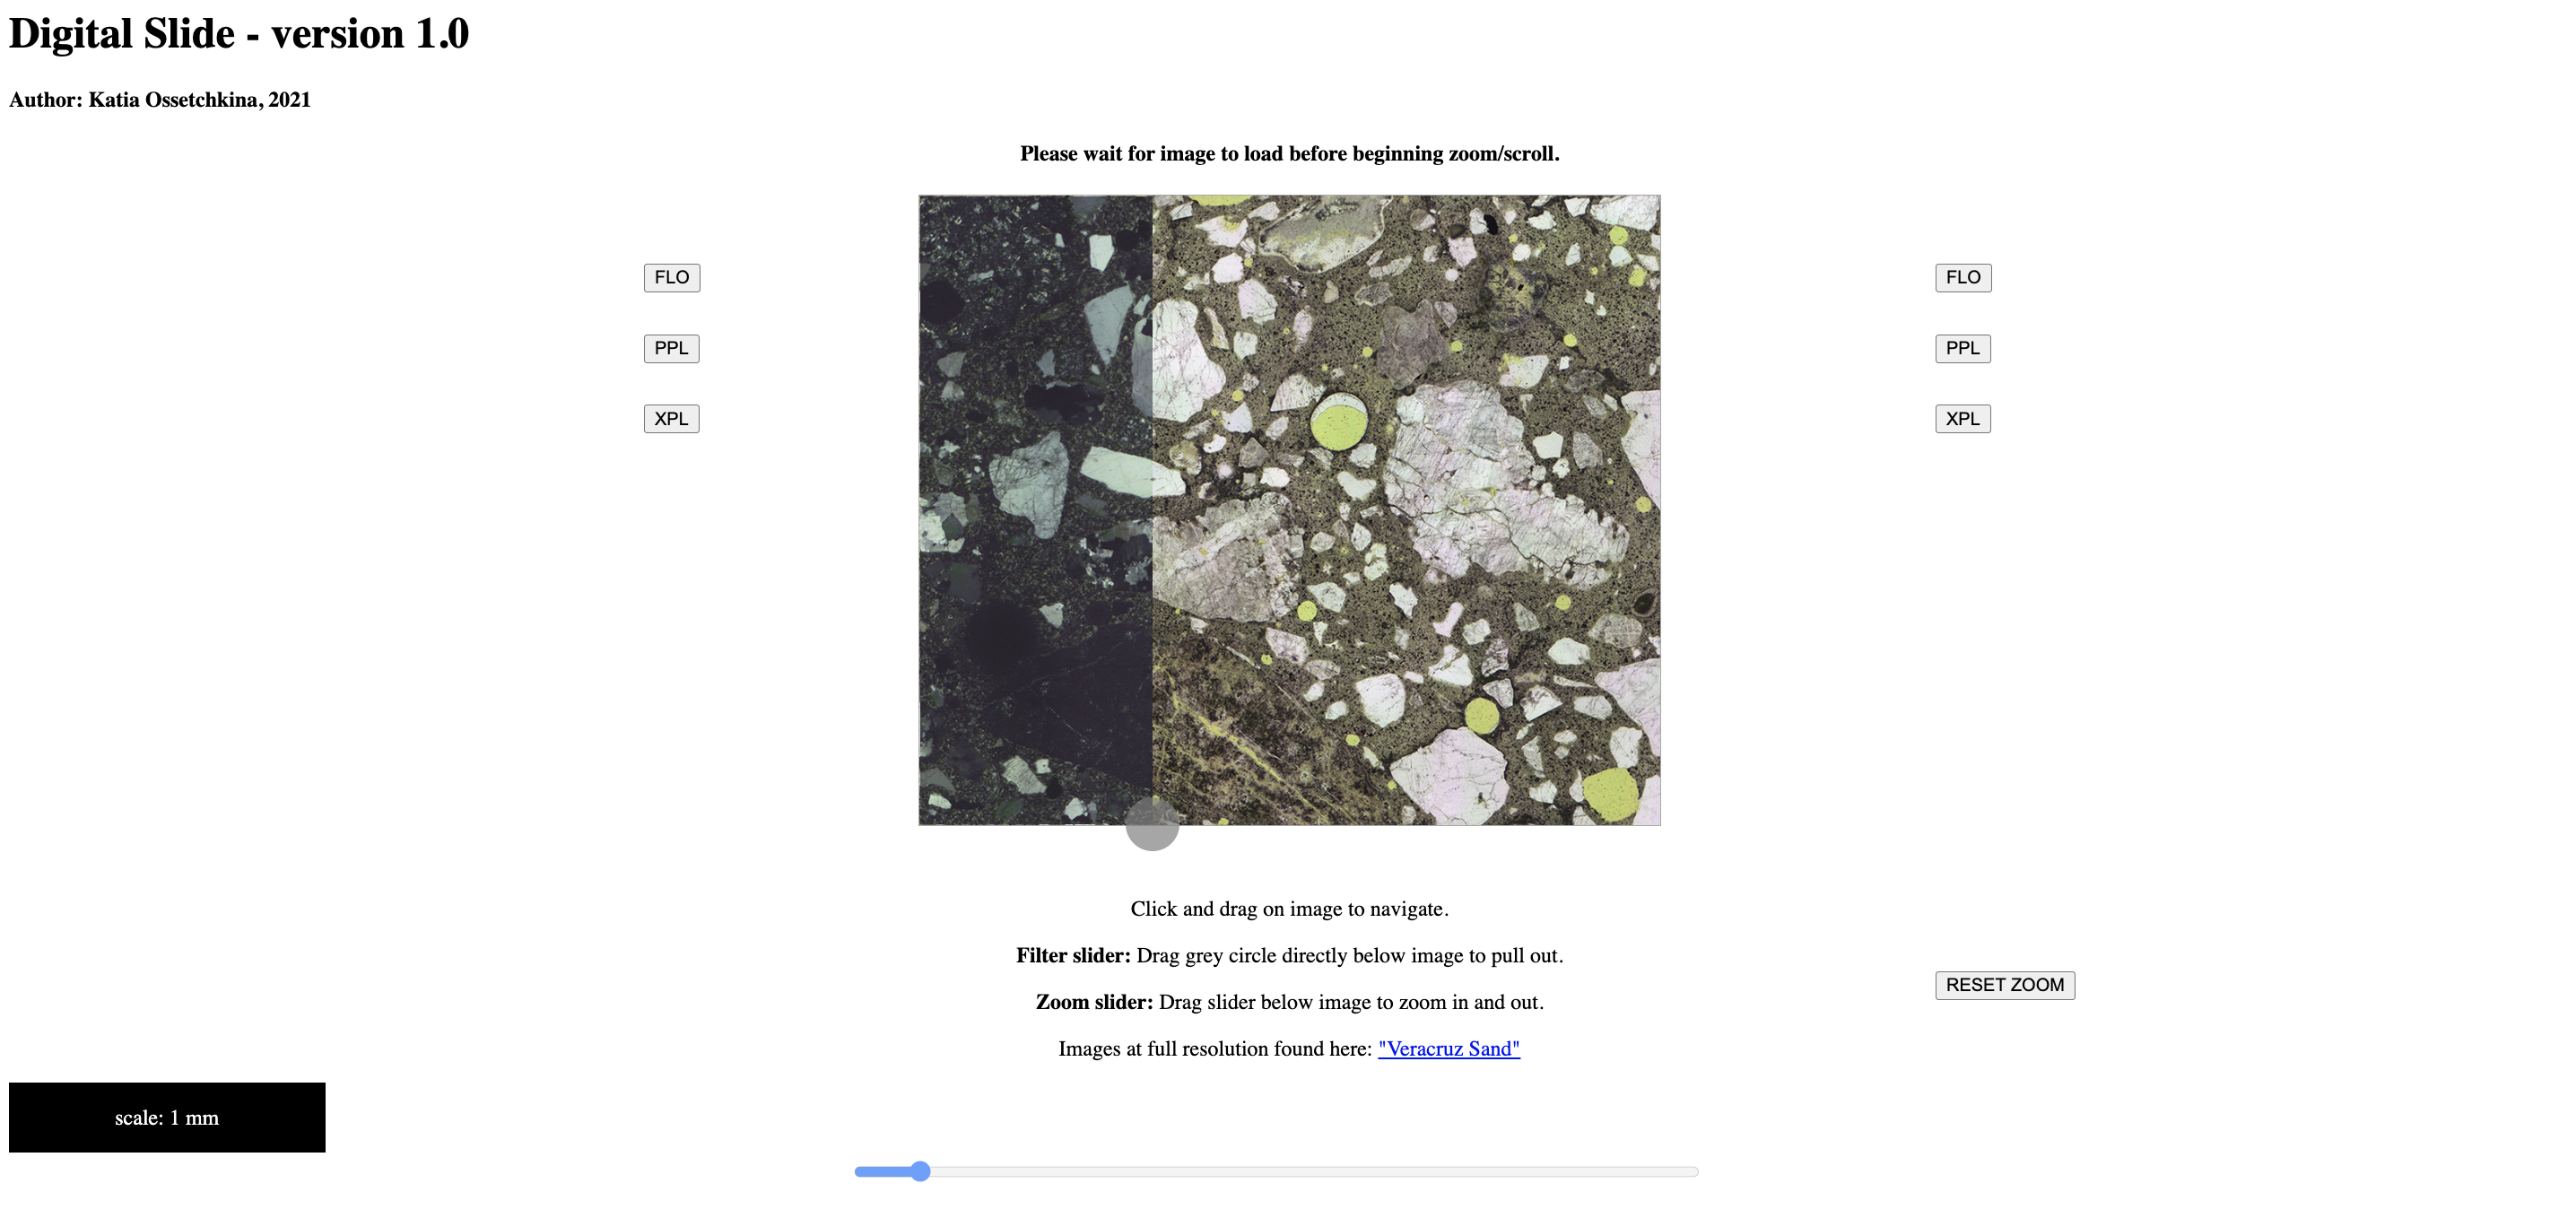 Digital Slide - version 1.0
Author: Katia Ossetchkina, 2021
Please wait for image to load before beginning zoom/scroll.
FLO
FLO
PPL
PPL
XPL
XPL
Click and drag on image to navigate.
Filter slider: Drag grey circle directly below image to pull out.
RESET ZOOM
Zoom slider: Drag slider below image to zoom in and out.
Images at full resolution found here: "Veracruz Sand"
scale: 1 mm